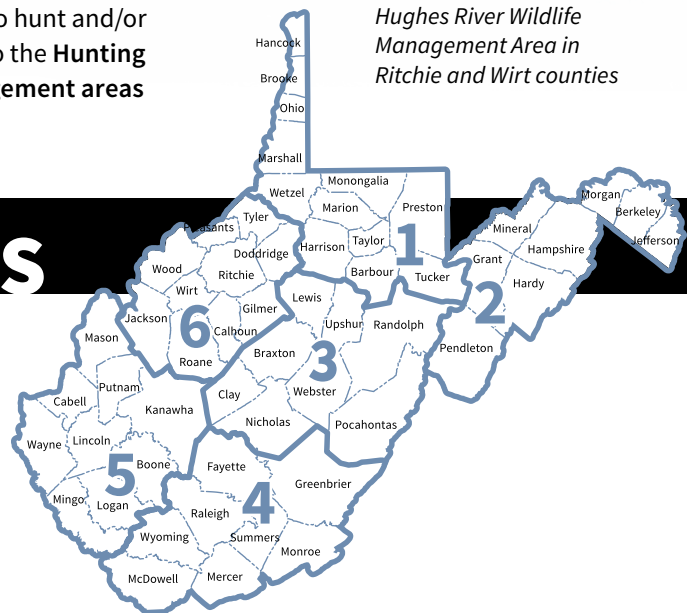 o hunt and/or
o the Hunting
gement areas
Hughes River Wildlife
Management Area in
Ritchie and Wirt counties
S
Hancock
Brooke
Ohio
Marshall
Wetzel
Monongalia
Marion
Preston
Morgan
Berkeley
Jefferson
Tyler
Pleasants
Harrison
Taylor
1
Mineral
Hampshire
Doddridge
Barbour
Tucker
Grant
Hardy
2
Wood
Ritchie
Wirt
Lewis
Gilmer
Jackson
6
Calhoun
Upshur
Randolph
Mason
Roane
Braxton
3
Pendleton
Putnam
Clay
Webster
Cabell
Kanawha
Nicholas
Pocahontas
Wayne
Lincoln
Boone
5
Fayette
Greenbrier
Mingo
Logan
Raleigh
4
Wyoming
Summers
Monroe
McDowell
Mercer